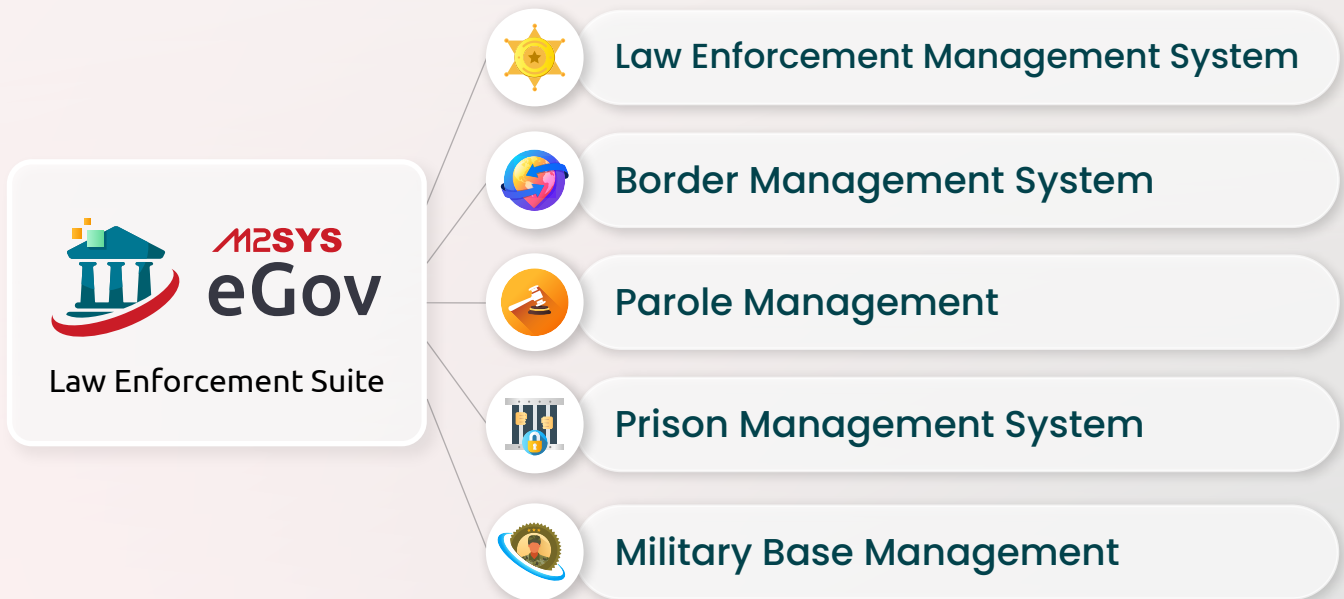 M2SYS
eGov
Law Enforcement Suite
Law Enforcement Management System
Border Management System
Parole Management
Prison Management System
Military Base Management